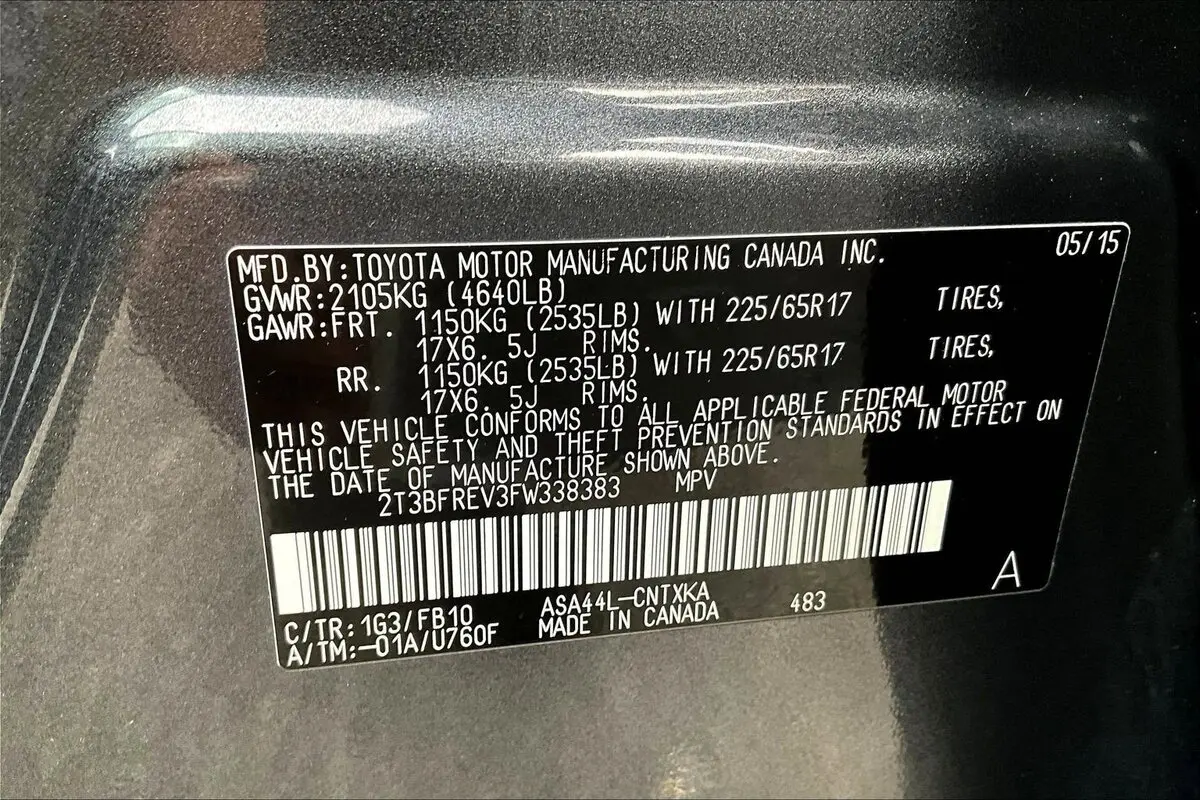 MFD.BY:TOYOTA MOTOR MANUFACTURING CANADA INC. 05/15
GVWR:2105KG (4640LB)
GAWR:FRT. 1150KG (2535LB) WITH 225/65R17 TIRES,
17X6.5J RIMS.
RR. 1150KG (2535LB) WITH 225/65R17 TIRES,
17X6.5J RIMS.
THIS VEHICLE CONFORMS TO ALL APPLICABLE FEDERAL MOTOR
VEHICLE SAFETY AND THEFT PREVENTION STANDARDS IN EFFECT ON
THE DATE OF MANUFACTURE SHOWN ABOVE.
2T3BFREV3FW338383 MPV
A
C/TR:1G3/FB10 ASA44L-CNTXKA 483
A/TM:-01A/U760F MADE IN CANADA